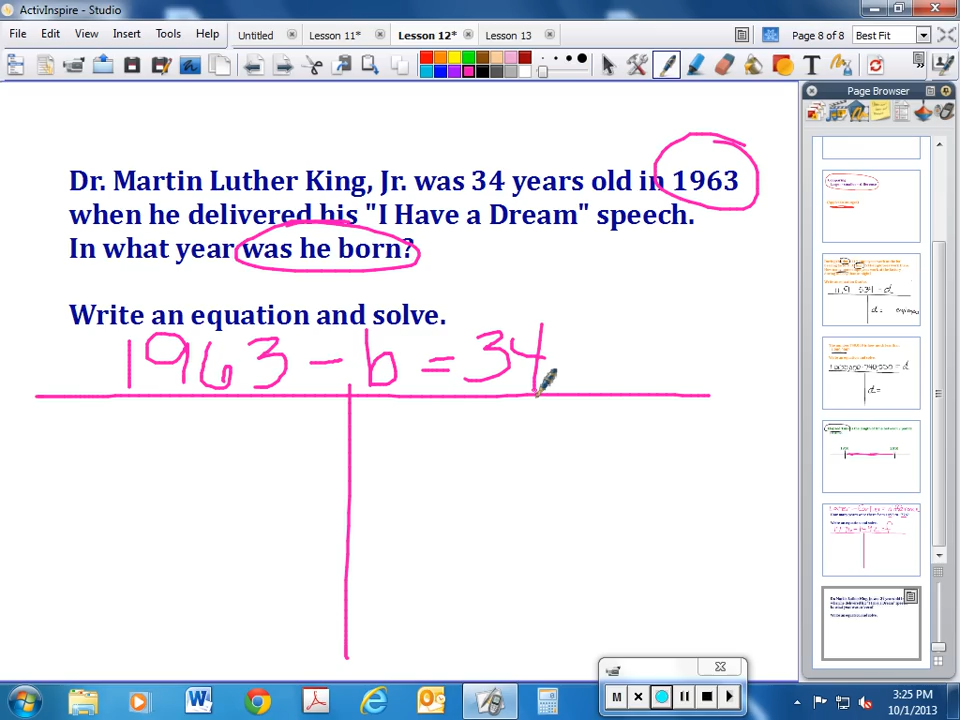 ActivInspire - Studio
File Edit View Insert Tools Help Untitled Lesson 11* Lesson 12* Lesson 13 Page 8 of 8 Best Fit
Page Browser
Dr. Martin Luther King, Jr. was 34 years old in 1963
when he delivered his "I Have a Dream" speech.
In what year was he born?
Write an equation and solve.
1963 - b = 34
M
3:25 PM
10/1/2013